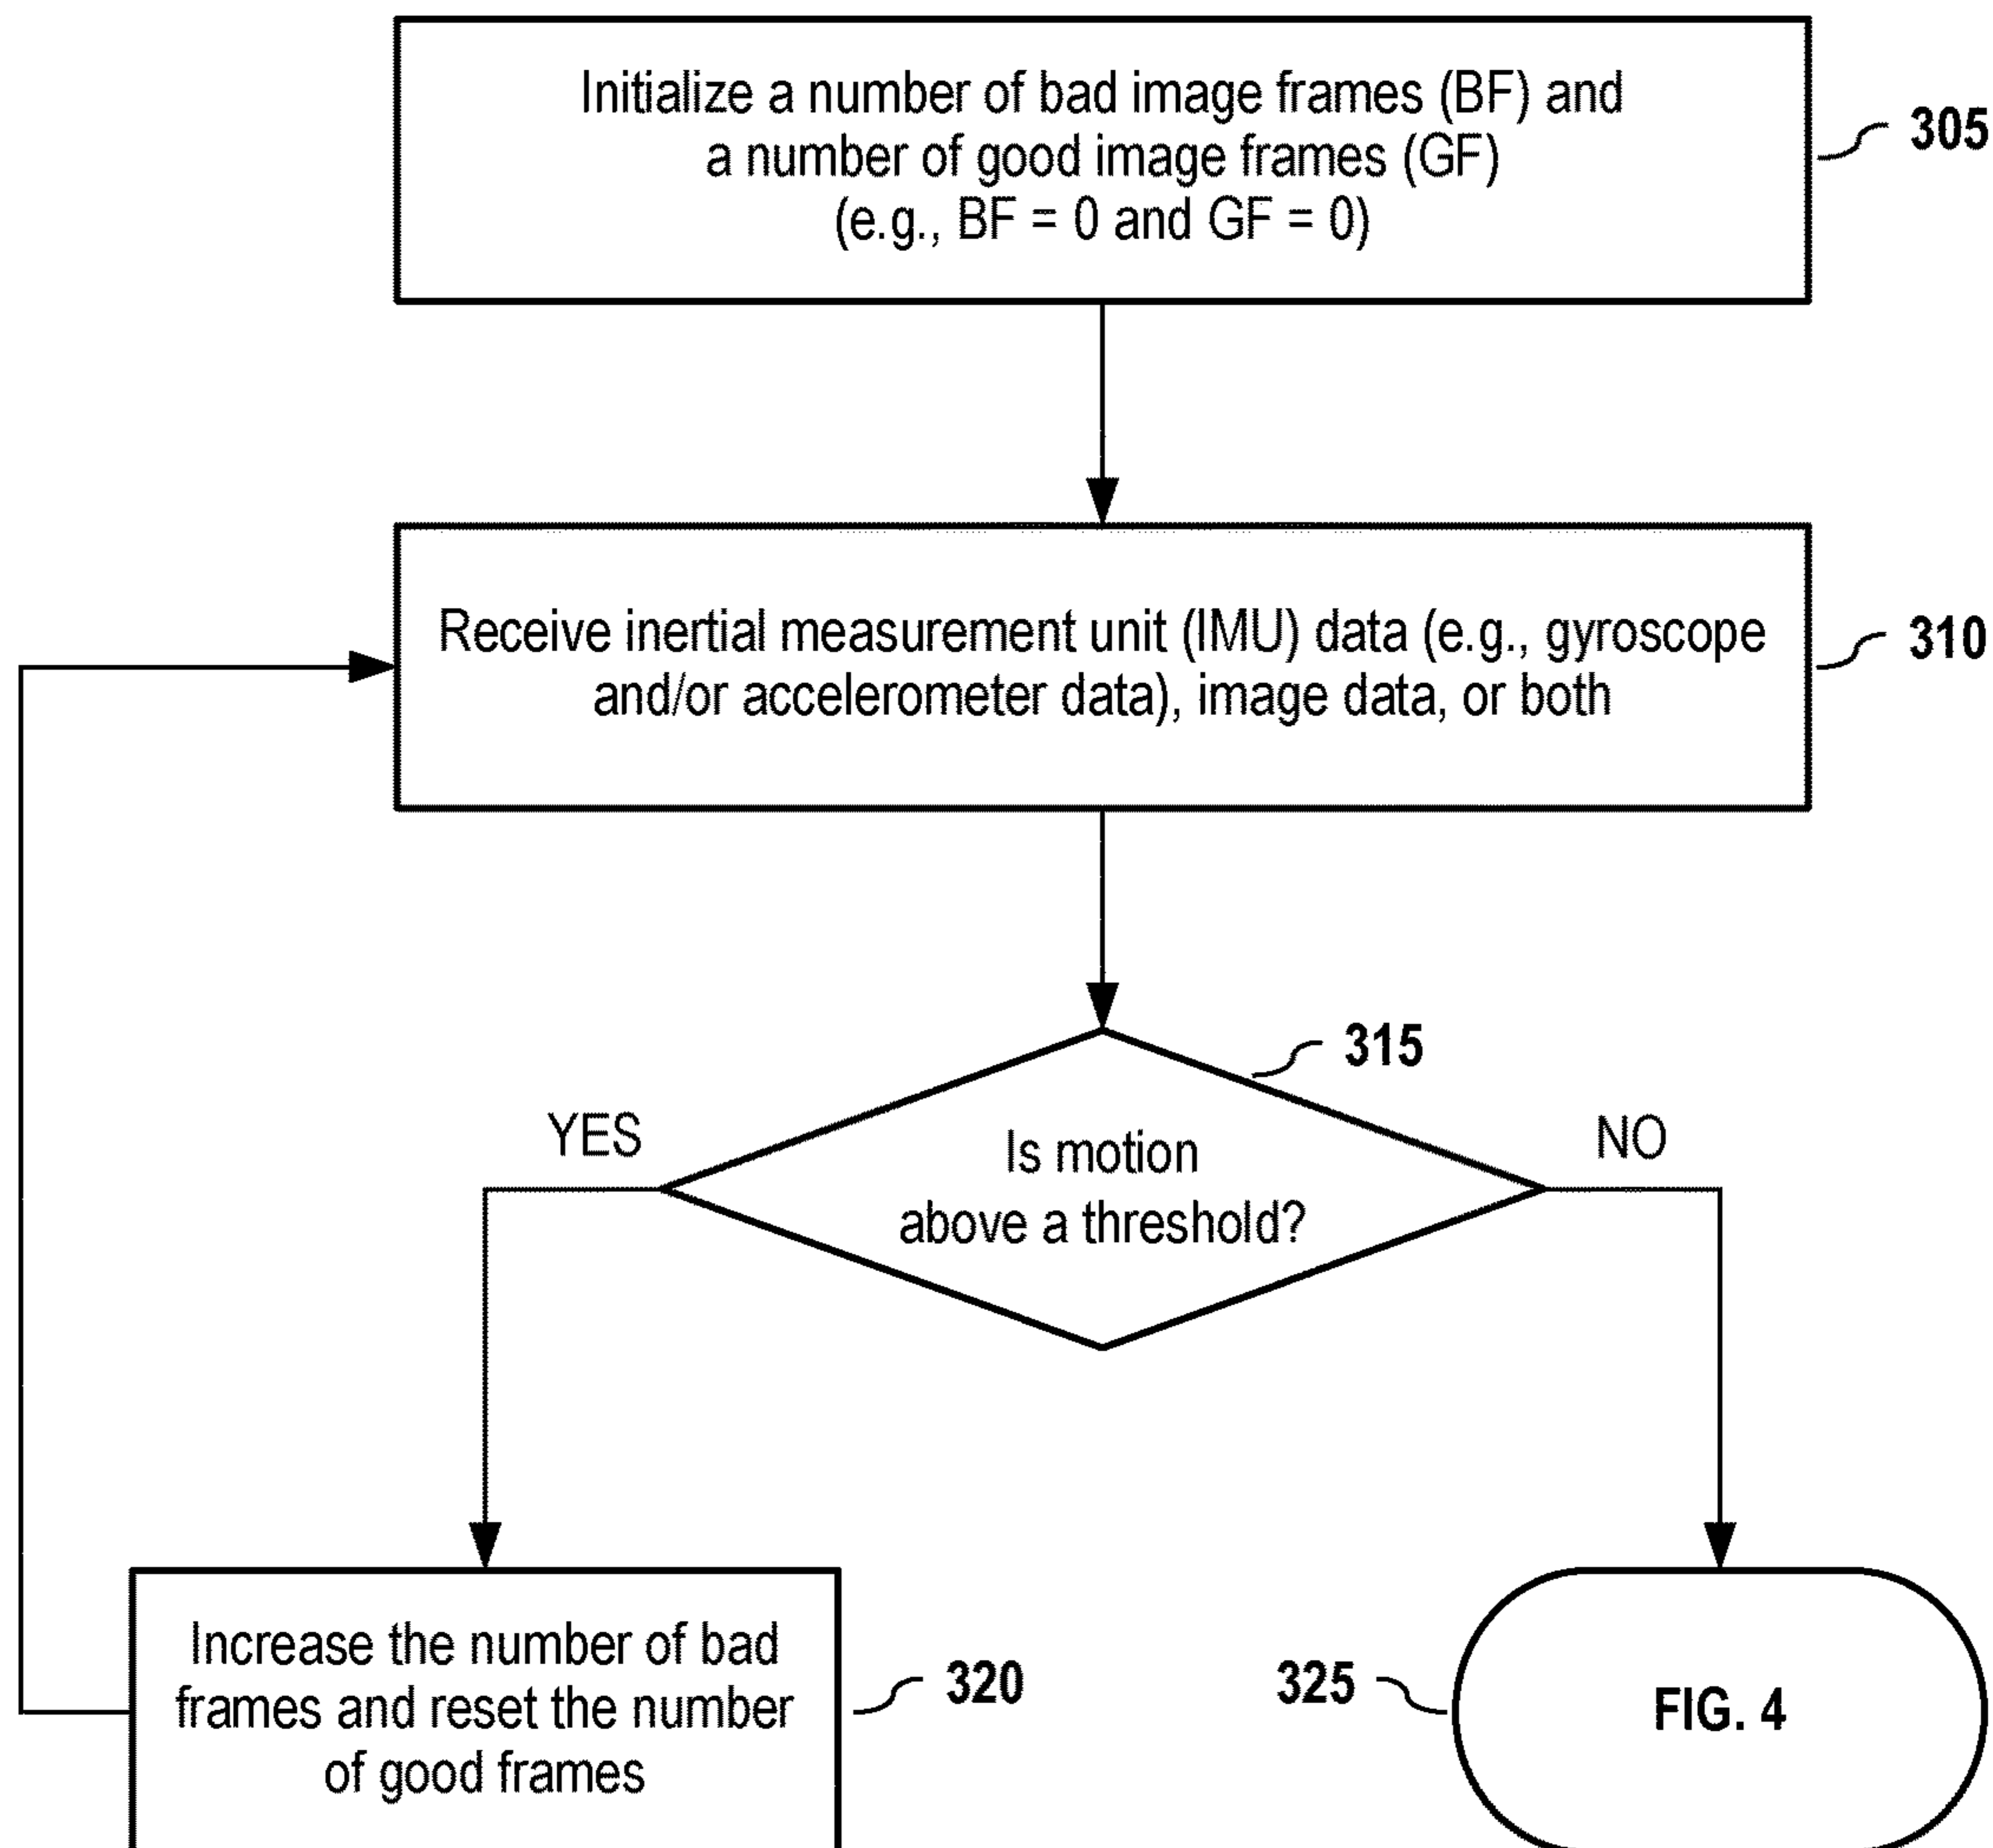 Initialize a number of bad image frames (BF) and
a number of good image frames (GF)
(e.g., BF = 0 and GF = 0)
305
Receive inertial measurement unit (IMU) data (e.g., gyroscope
and/or accelerometer data), image data, or both
310
315
YES
Is motion
above a threshold?
NO
Increase the number of bad
frames and reset the number
of good frames
320
325
FIG. 4